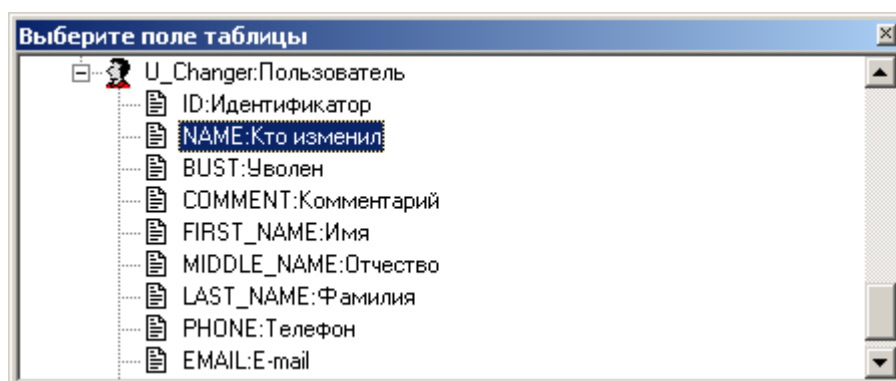 Выберите поле таблицы
U_Changer:Пользователь
ID:Идентификатор
NAME:Кто изменил
BUST:Уволен
COMMENT:Комментарий
FIRST_NAME:Имя
MIDDLE_NAME:Отчество
LAST_NAME:Фамилия
PHONE:Телефон
EMAIL:E-mail